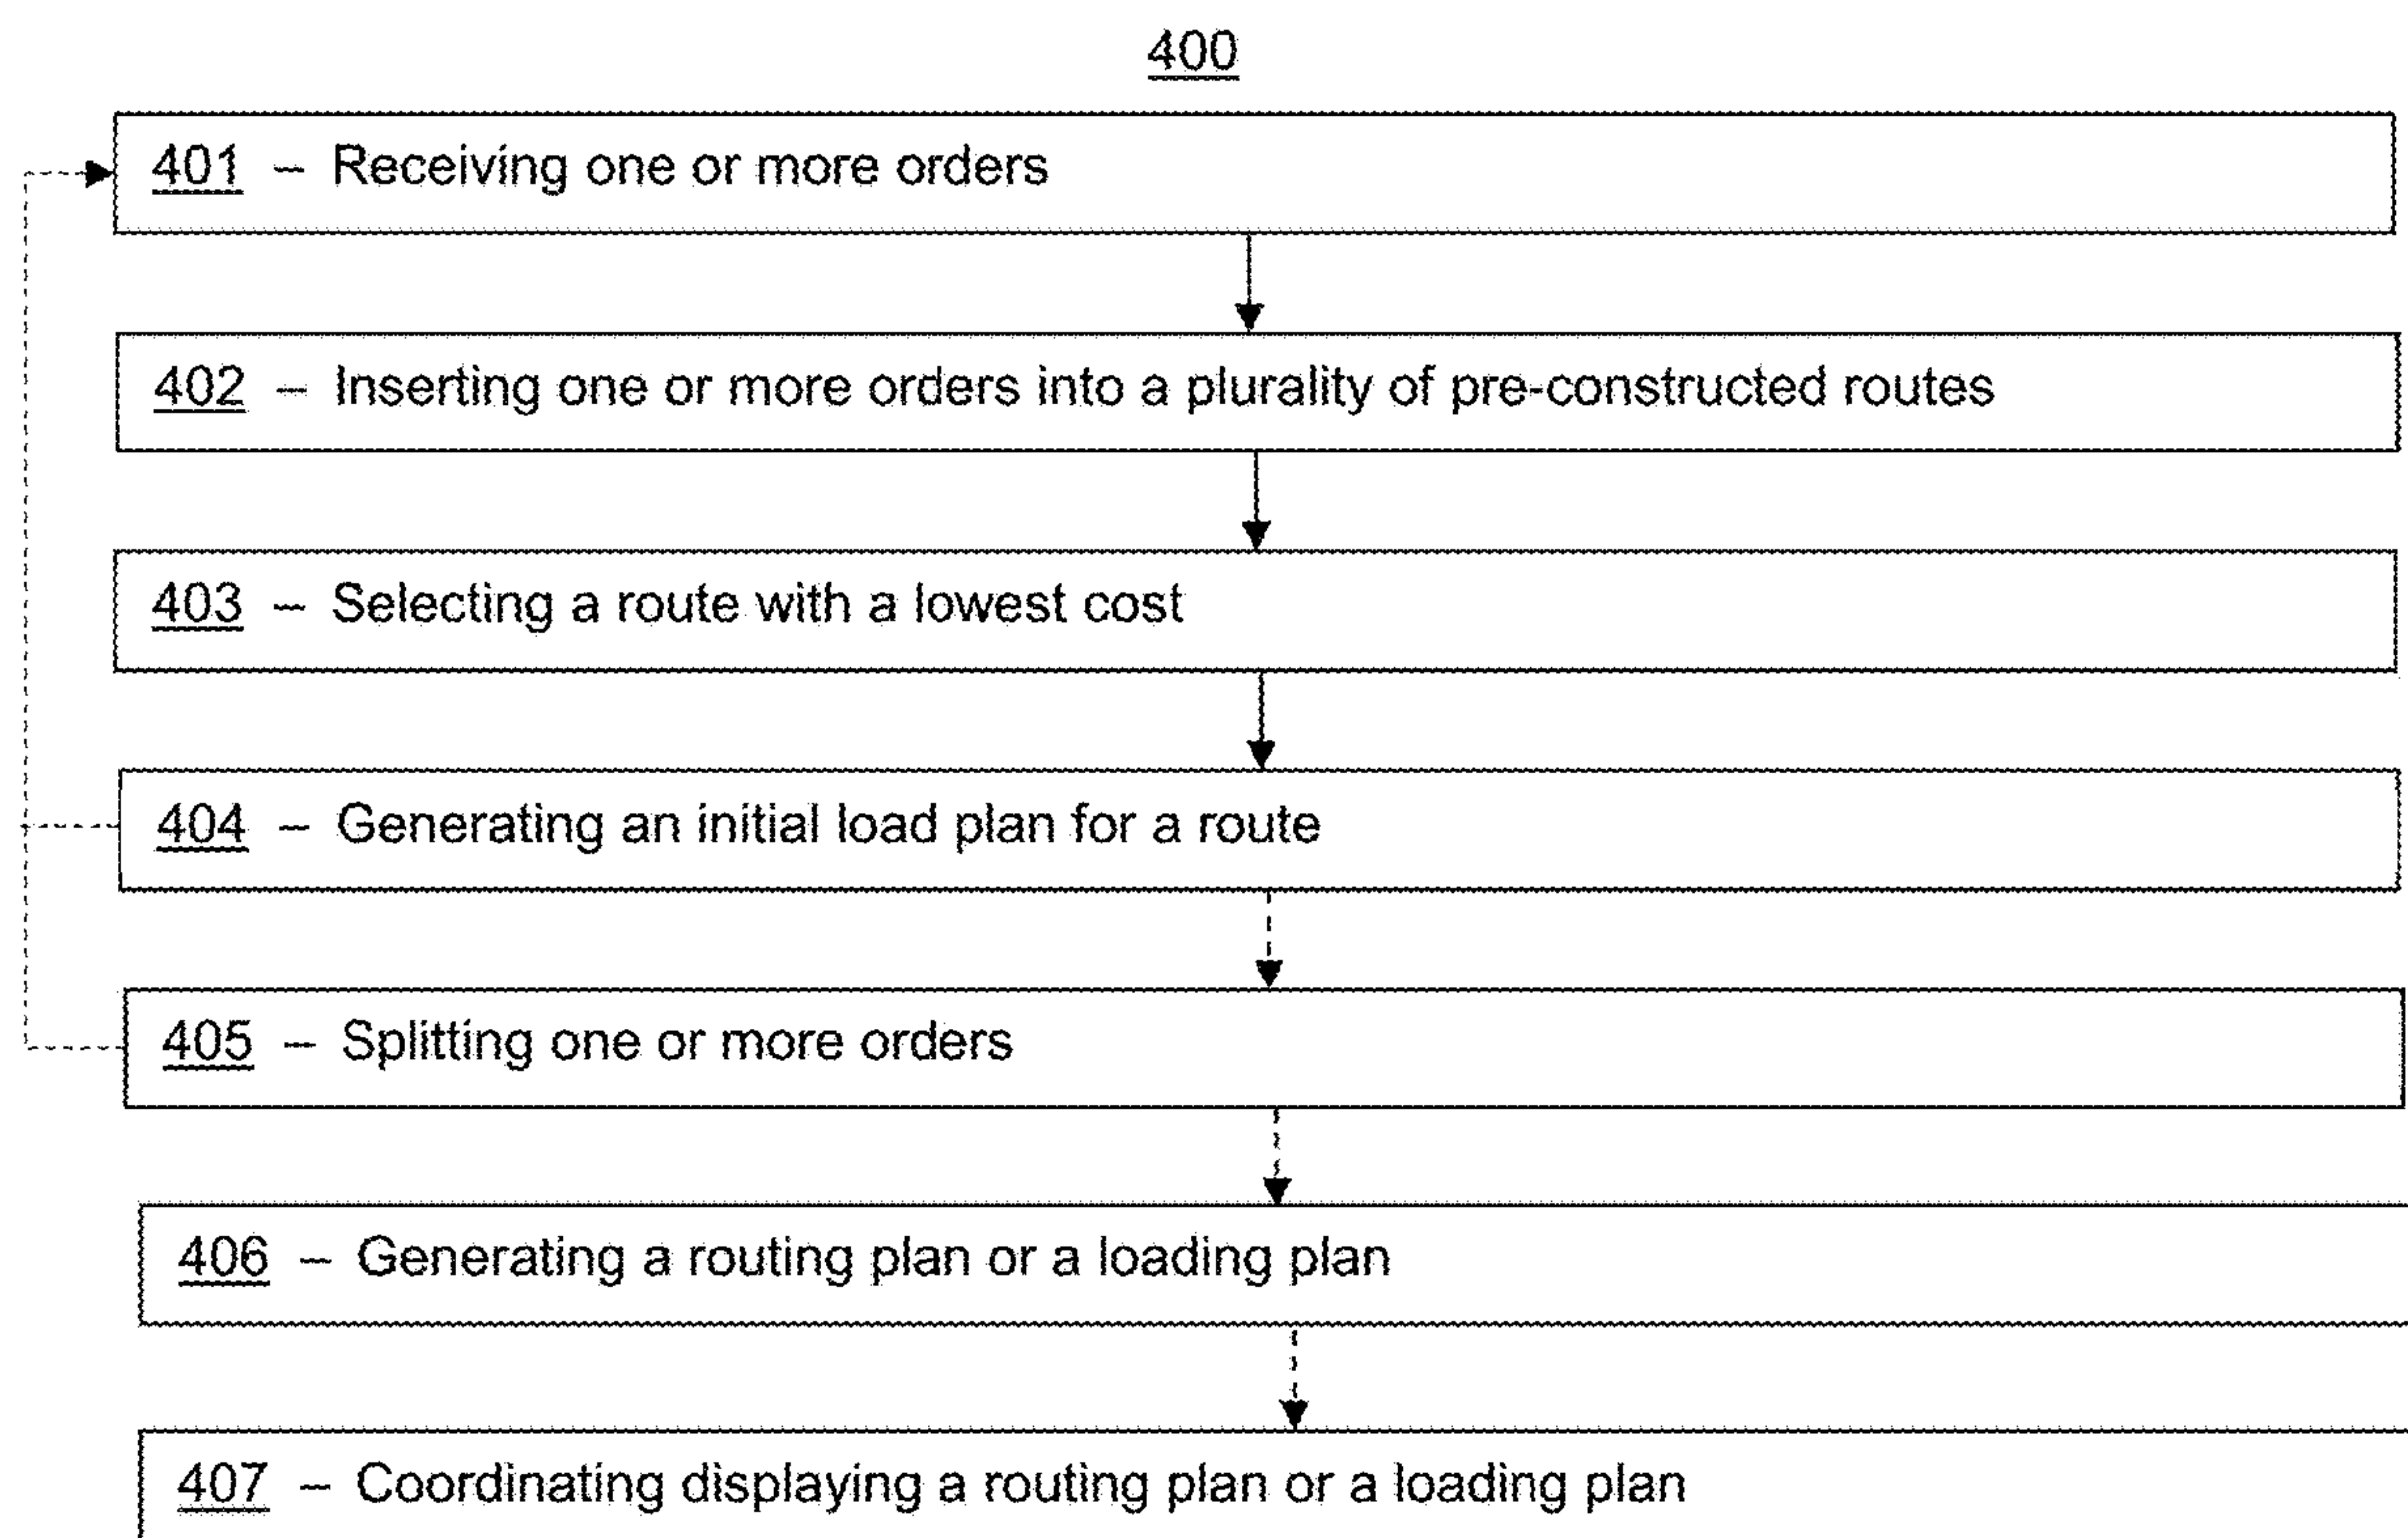 400
401 – Receiving one or more orders
402 – Inserting one or more orders into a plurality of pre-constructed routes
403 – Selecting a route with a lowest cost
404 – Generating an initial load plan for a route
405 – Splitting one or more orders
406 – Generating a routing plan or a loading plan
407 – Coordinating displaying a routing plan or a loading plan